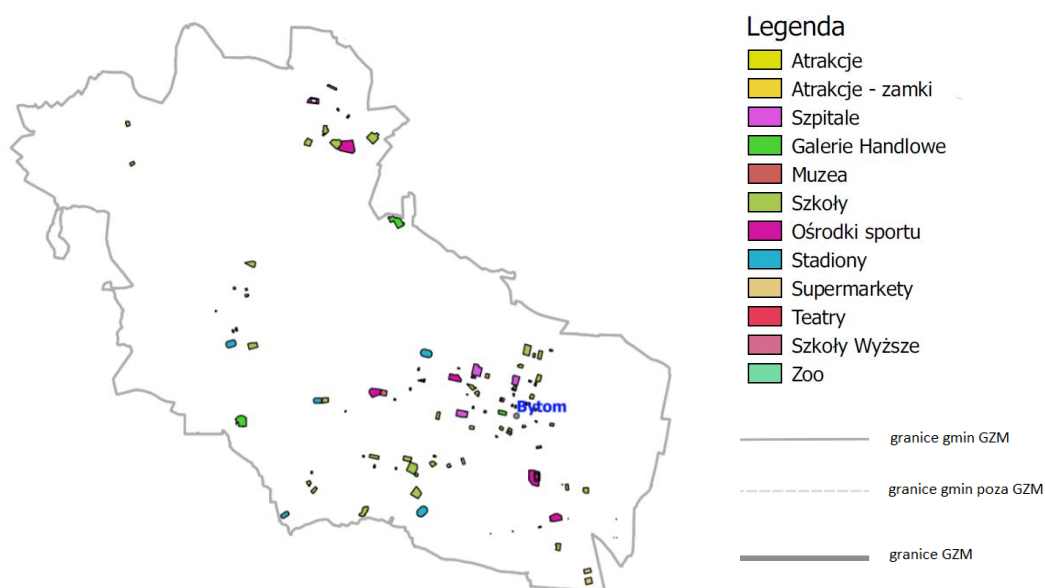 Legenda
Atrakcje
Atrakcje - zamki
Szpitale
Galerie Handlowe
Muzea
Szkoły
Ośrodki sportu
Stadiony
Supermarkety
Teatry
Szkoły Wyższe
Zoo
Bytom
granice gmin GZM
granice gmin poza GZM
granice GZM